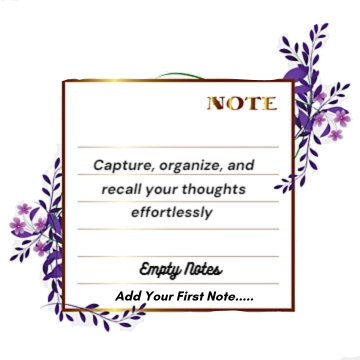 NOTE
Capture, organize, and
recall your thoughts
effortlessly
Empty Notes
Add Your First Note.....